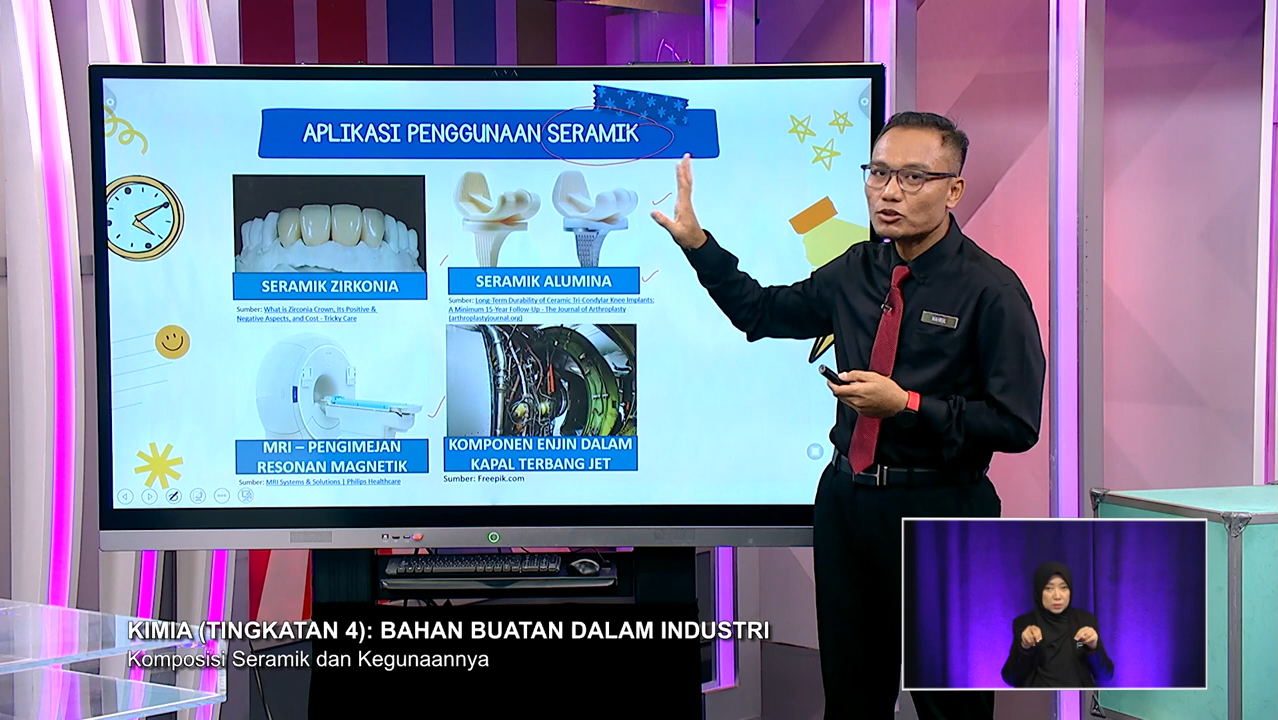 APLIKASI PENGGUNAAN SERAMIK
SERAMIK ZIRKONIA
Sumber: What is Zirconia Crown, Its Positive &
Negative Aspects, and Cost - Tricky Care
SERAMIK ALUMINA
Sumber: Long-Term Durability of Ceramic Tri-Condylar Knee Implants:
A Minimum 15-Year Follow-Up - The Journal of Arthroplasty
(arthroplastyjournal.org)
MRI – PENGIMEJAN
RESONAN MAGNETIK
Sumber: MRI Systems & Solutions | Philips Healthcare
KOMPONEN ENJIN DALAM
KAPAL TERBANG JET
Sumber: Freepik.com
KIMIA (TINGKATAN 4): BAHAN BUATAN DALAM INDUSTRI
Komposisi Seramik dan Kegunaannya